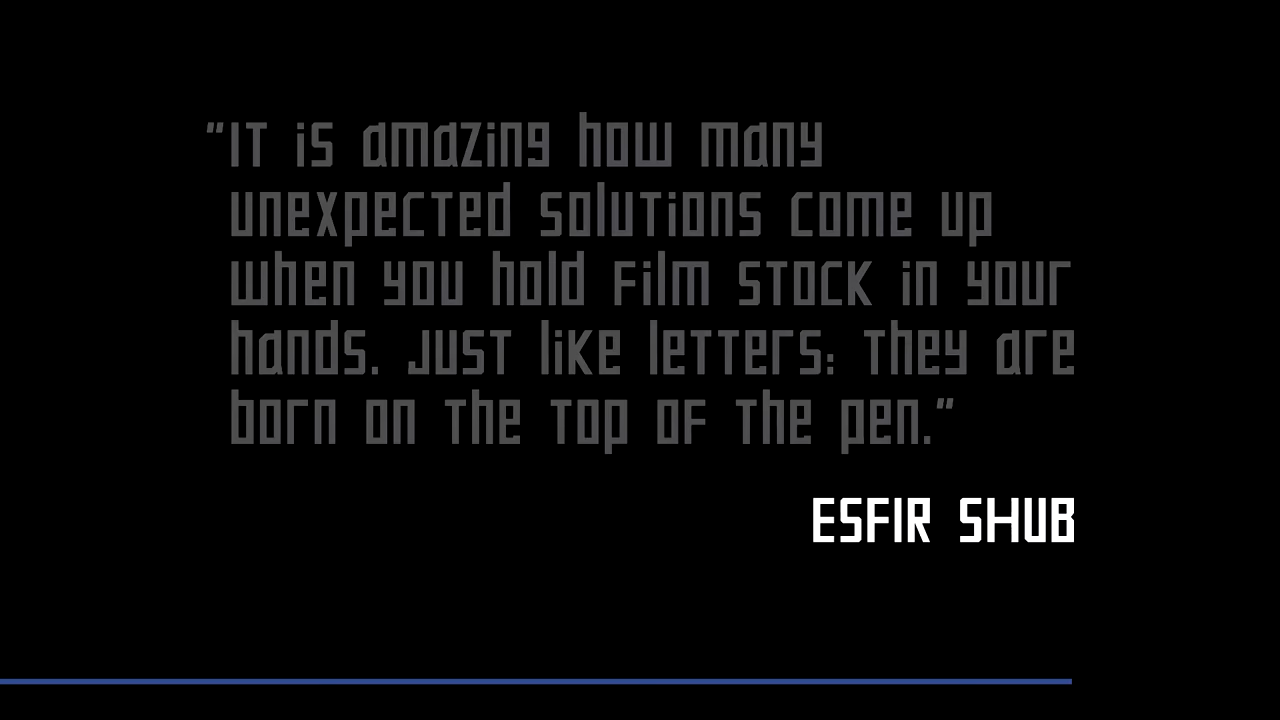 "It is amazing how many
unexpected solutions come up
when you hold film stock in your
hands. Just like letters: they are
born on the top of the pen."
ESFIR SHUB